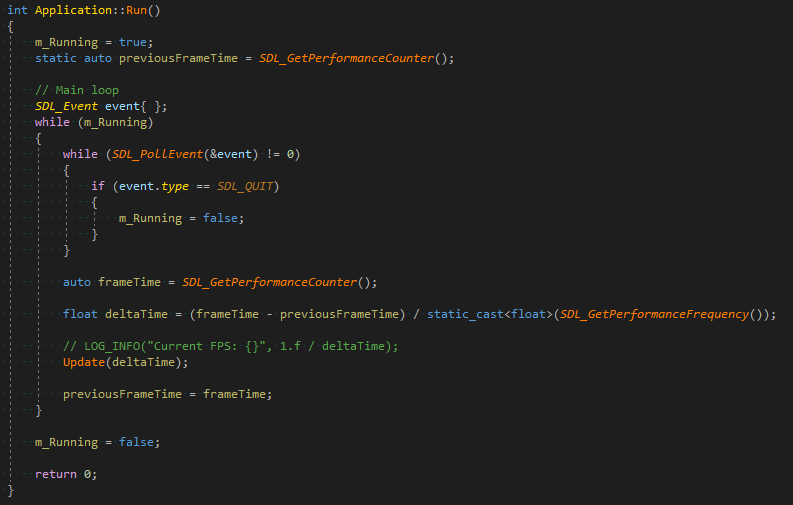 int Application::Run()
{
m_Running = true;
static auto previousFrameTime = SDL_GetPerformanceCounter();
// Main loop
SDL_Event event{ };
while (m_Running)
{
while (SDL_PollEvent(&event) != 0)
{
if (event.type == SDL_QUIT)
{
m_Running = false;
}
}
auto frameTime = SDL_GetPerformanceCounter();
float deltaTime = (frameTime - previousFrameTime) / static_cast<float>(SDL_GetPerformanceFrequency());
// LOG_INFO("Current FPS: {}", 1.f / deltaTime);
Update(deltaTime);
previousFrameTime = frameTime;
}
m_Running = false;
return 0;
}